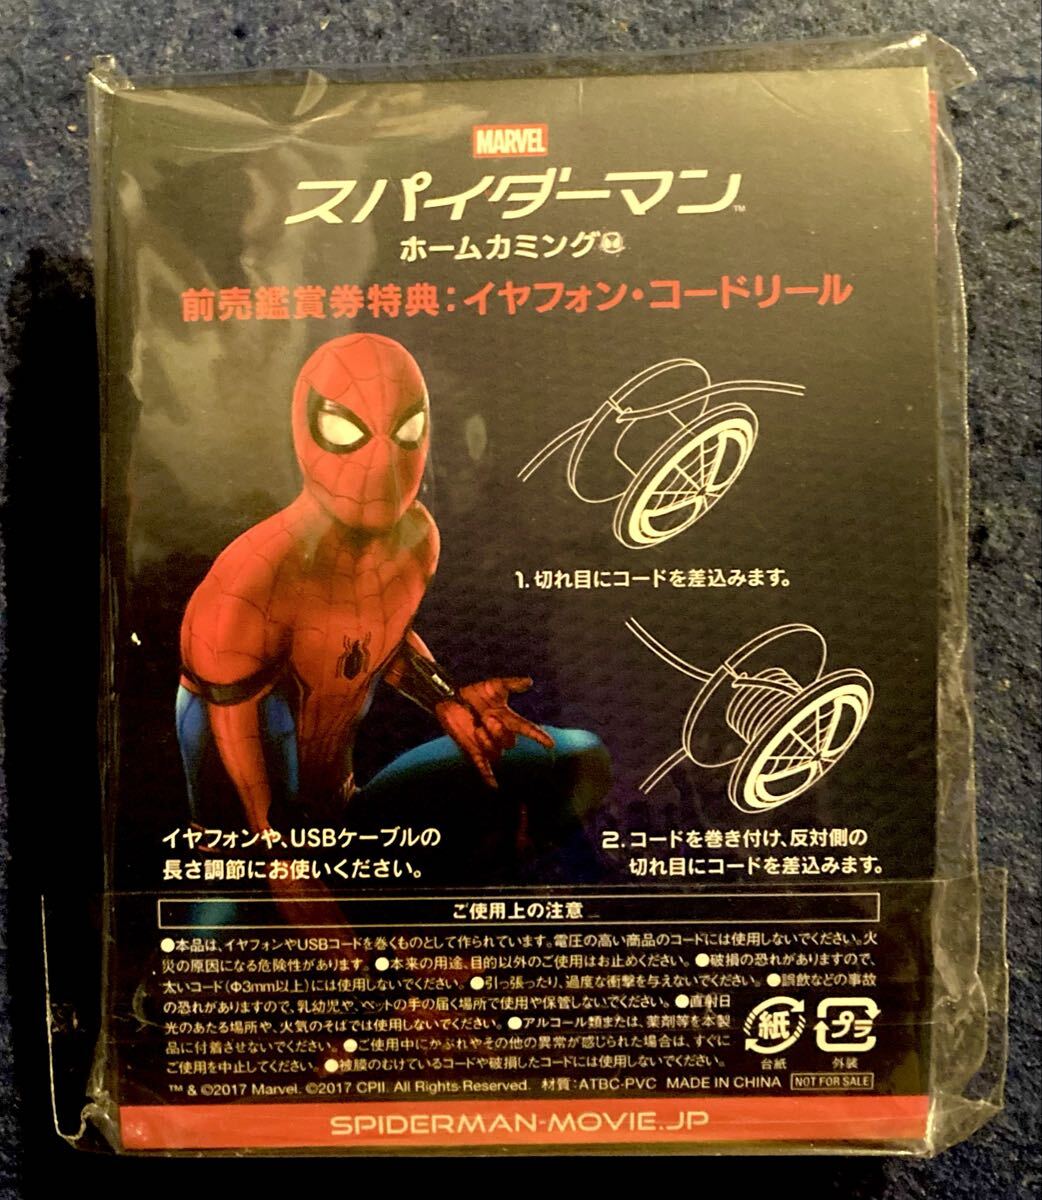 MARVEL
スパイダーマン™
ホームカミング
前売鑑賞券特典:イヤフォン・コードリール
1. 切れ目にコードを差込みます。
イヤフォンや、USBケーブルの
長さ調節にお使いください。
2. コードを巻き付け、反対側の
切れ目にコードを差込みます。
ご使用上の注意
●本品は、イヤフォンやUSBコードを巻くものとして作られています。電圧の高い商品のコードには使用しないでください。火
災の原因になる危険性があります。●本来の用途、目的以外のご使用はお止めください。●破損の恐れがありますので、
太いコード(Φ3mm以上)には使用しないでください。●引っ張ったり、過度な衝撃を与えないでください。●誤飲などの事故
の恐れがありますので、乳幼児や、ペットの手の届く場所で使用や保管しないでください。●直射日
光のあたる場所や、火気のそばでは使用しないでください。●アルコール類または、薬剤等を本製
品に付着させないでください。●ご使用中にかぶれやその他の異常が感じられた場合は、すぐに
ご使用を中止してください。●被膜のむけているコードや破損したコードには使用しないでください。
紙
台紙
プラ
外装
™ & ©2017 Marvel. ©2017 CPII. All Rights Reserved. 材質:ATBC-PVC MADE IN CHINA NOT FOR SALE
SPIDERMAN-MOVIE.JP